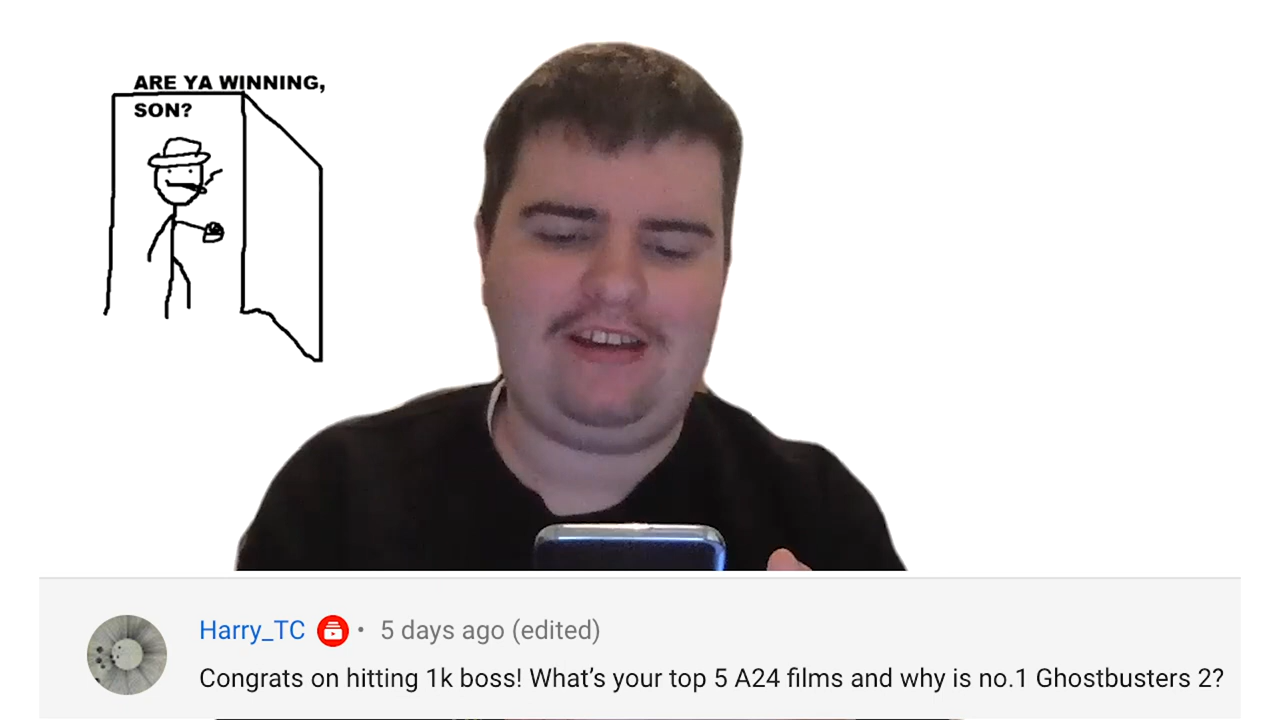 ARE YA WINNING,
SON?
Harry_TC • 5 days ago (edited)
Congrats on hitting 1k boss! What’s your top 5 A24 films and why is no.1 Ghostbusters 2?